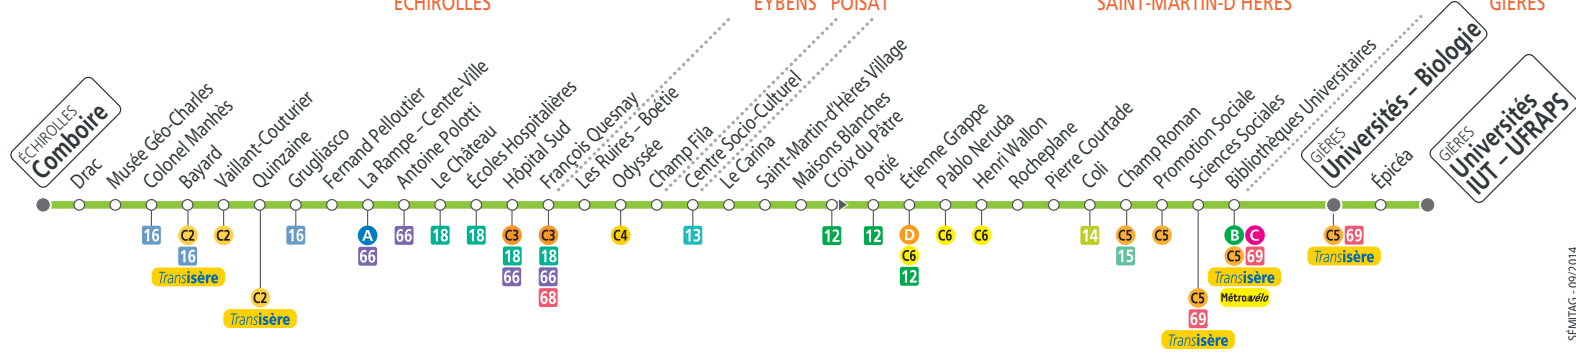 ÉCHIROLLES
EYBENS
POISAT
SAINT-MARTIN-D'HÈRES
GIÈRES
ÉCHIROLLES
Comboire
Drac
Musée Géo-Charles
Colonel Manhès
Bayard
Vaillant-Couturier
Quinzaine
Grugliasco
Fernand Pelloutier
La Rampe – Centre-Ville
Antoine Polotti
Le Château
Écoles Hospitalières
Hôpital Sud
François Quesnay
Les Ruires – Boétie
Odyssée
Champ Fila
Centre Socio-Culturel
Le Carina
Saint-Martin-d'Hères Village
Maisons Blanches
Croix du Pâtre
Potié
Étienne Grappe
Pablo Neruda
Henri Wallon
Rocheplane
Pierre Courtade
Coli
Champ Roman
Promotion Sociale
Sciences Sociales
Bibliothèques Universitaires
GIÈRES
Universités – Biologie
Épicéa
GIÈRES
Universités
IUT – UFRAPS
16 C2 C2 16 A 66 18 18 C3 C3 C4 13 12 12 D C6 C6 14 C5 C5 B C C5 69
16 66 18 18 C6 15 C5 69
Transisère 66 66 12 Transisère Transisère
C2 68 C5 Métrovélo
Transisère 69
Transisère
SÉMITAG - 09/2014